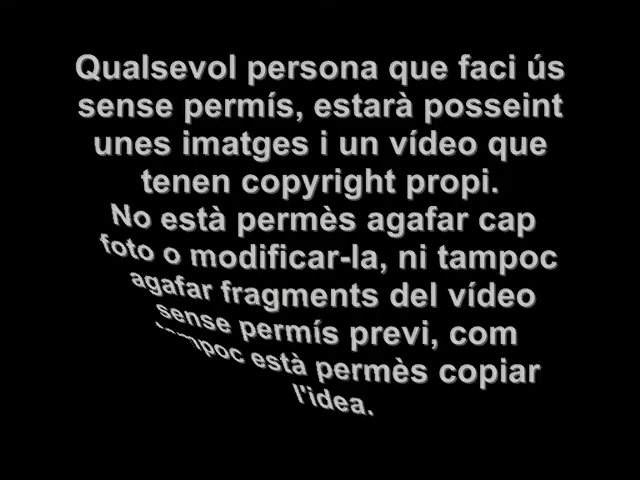 Qualsevol persona que faci ús
sense permís, estarà posseint
unes imatges i un vídeo que
tenen copyright propi.
No està permès agafar cap
foto o modificar-la, ni tampoc
agafar fragments del vídeo
sense permís previ, com
tampoc està permès copiar
l'idea.